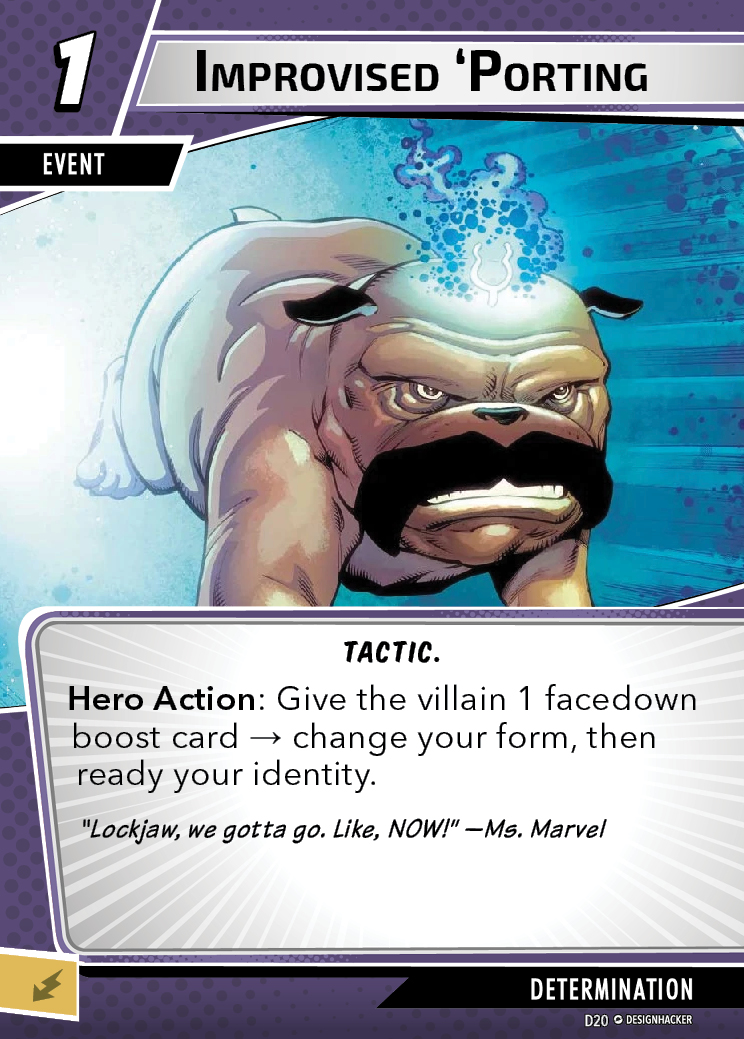 1
IMPROVISED ‘PORTING
EVENT
TACTIC.
Hero Action: Give the villain 1 facedown
boost card → change your form, then
ready your identity.
"Lockjaw, we gotta go. Like, NOW!" —Ms. Marvel
DETERMINATION
D20 DESIGNHACKER